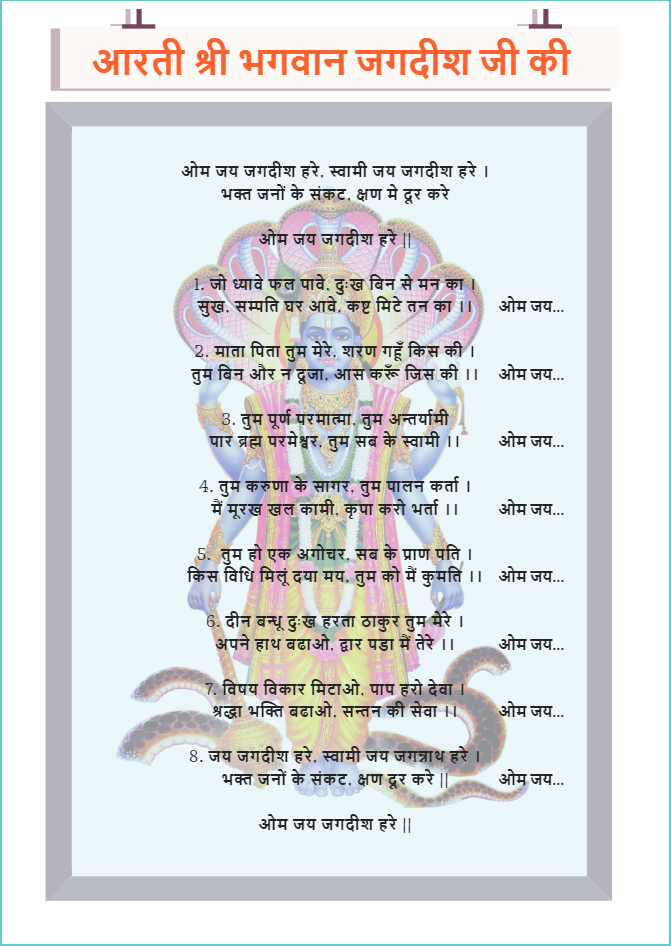 आरती श्री भगवान जगदीश जी की
ओम जय जगदीश हरे, स्वामी जय जगदीश हरे ।
भक्त जनों के संकट, क्षण मे दूर करे
ओम जय जगदीश हरे ||
1. जो ध्यावे फल पावे, दुःख बिन से मन का ।
सुख, सम्पति घर आवे, कष्ट मिटे तन का ।। ओम जय...
2. माता पिता तुम मेरे, शरण गहूँ किस की ।
तुम बिन और न दूजा, आस करूँ जिस की ।। ओम जय...
3. तुम पूर्ण परमात्मा, तुम अन्तर्यामी
पार ब्रह्म परमेश्वर, तुम सब के स्वामी ।। ओम जय...
4. तुम करुणा के सागर, तुम पालन कर्ता ।
मैं मूरख खल कामी, कृपा करो भर्ता ।। ओम जय...
5. तुम हो एक अगोचर, सब के प्राण पति ।
किस विधि मिलूं दया मय, तुम को मैं कुमति ।। ओम जय...
6. दीन बन्धू दुःख हरता ठाकुर तुम मेरे ।
अपने हाथ बढाओ, द्वार पडा मैं तेरे ।। ओम जय...
7. विषय विकार मिटाओ, पाप हरो देवा ।
श्रद्धा भक्ति बढाओ, सन्तन की सेवा ।। ओम जय...
8. जय जगदीश हरे, स्वामी जय जगन्नाथ हरे ।
भक्त जनों के संकट, क्षण दूर करे || ओम जय...
ओम जय जगदीश हरे ||